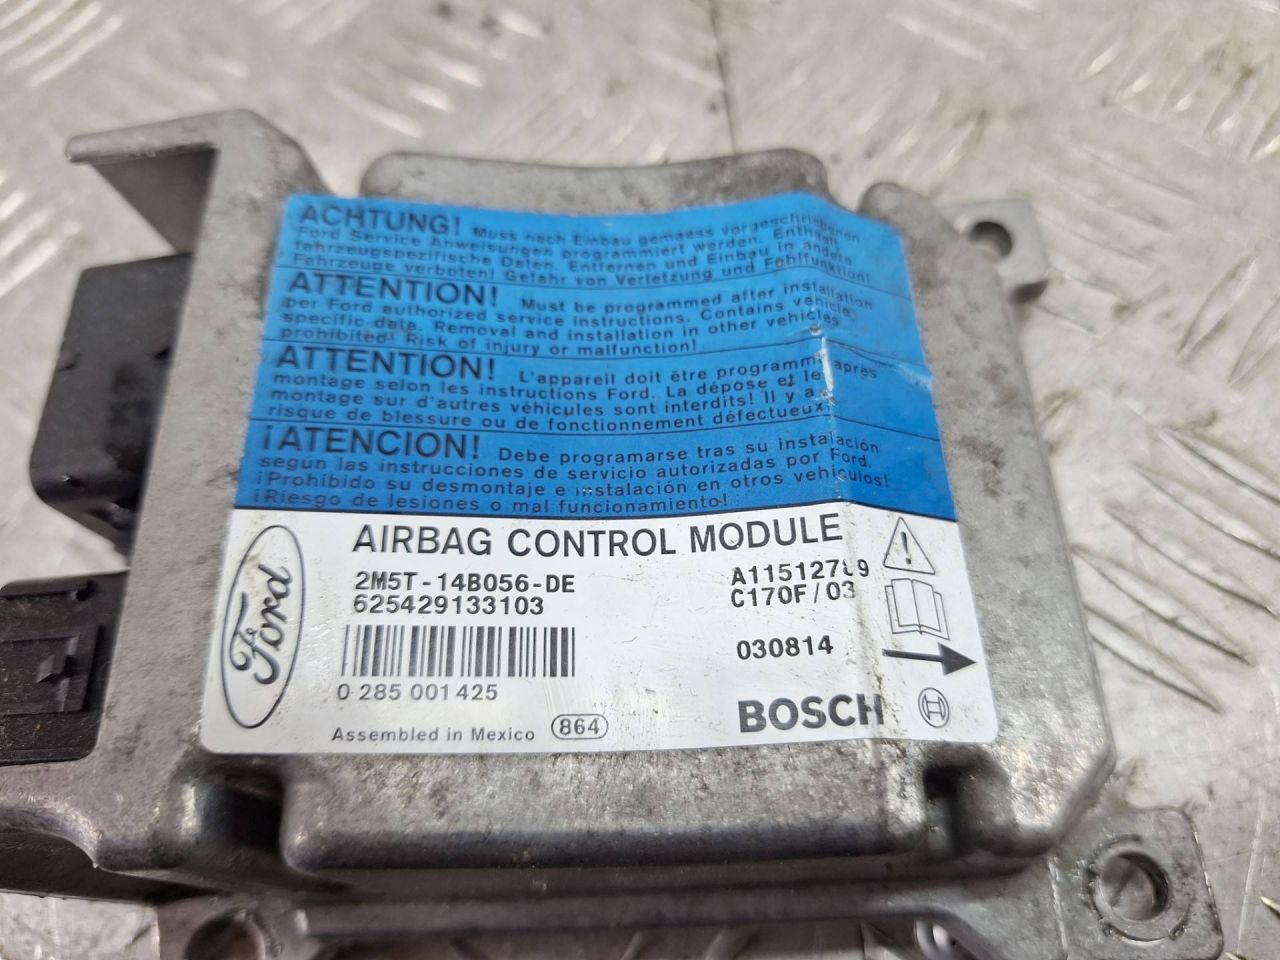 ACHTUNG! Muss nach Einbau gemaess vorgeschriebenen
Ford Service Anweisungen programmiert werden. Enthaelt
fahrzeugspezifische Daten. Entfernen und Einbau in andere
Fahrzeuge verboten! Gefahr von Verletzung und Fehlfunktion!
ATTENTION! Must be programmed after installation
per Ford authorized service instructions. Contains vehicle
specific data. Removal and installation in other vehicles
prohibited! Risk of injury or malfunction!
ATTENTION! L'appareil doit être programmé après
montage selon les instructions Ford. La dépose et le
montage sur d'autres véhicules sont interdits! Il y a
risque de blessure ou de fonctionnement défectueux!
¡ATENCION! Debe programarse tras su instalación
segun las instrucciones de servicio autorizadas por Ford.
¡Prohibido su desmontaje e instalación en otros vehículos!
¡Riesgo de lesiones o mal funcionamiento!
AIRBAG CONTROL MODULE
2M5T-14B056-DE A11512789
625429133103 C170F/03
030814
Ford
0 285 001 425
BOSCH
Assembled in Mexico 864